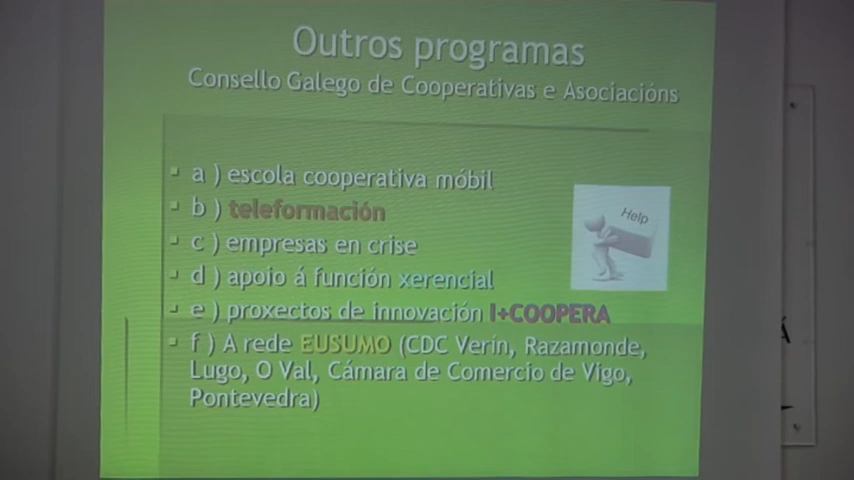 Outros programas
Consello Galego de Cooperativas e Asociacións
a ) escola cooperativa móbil
Help
b ) teleformación
c ) empresas en crise
d ) apoio á función xerencial
e ) proxectos de innovación I+COOPERA
f ) A rede EUSUMO (CDC Verín, Razamonde,
Lugo, O Val, Cámara de Comercio de Vigo,
Pontevedra)